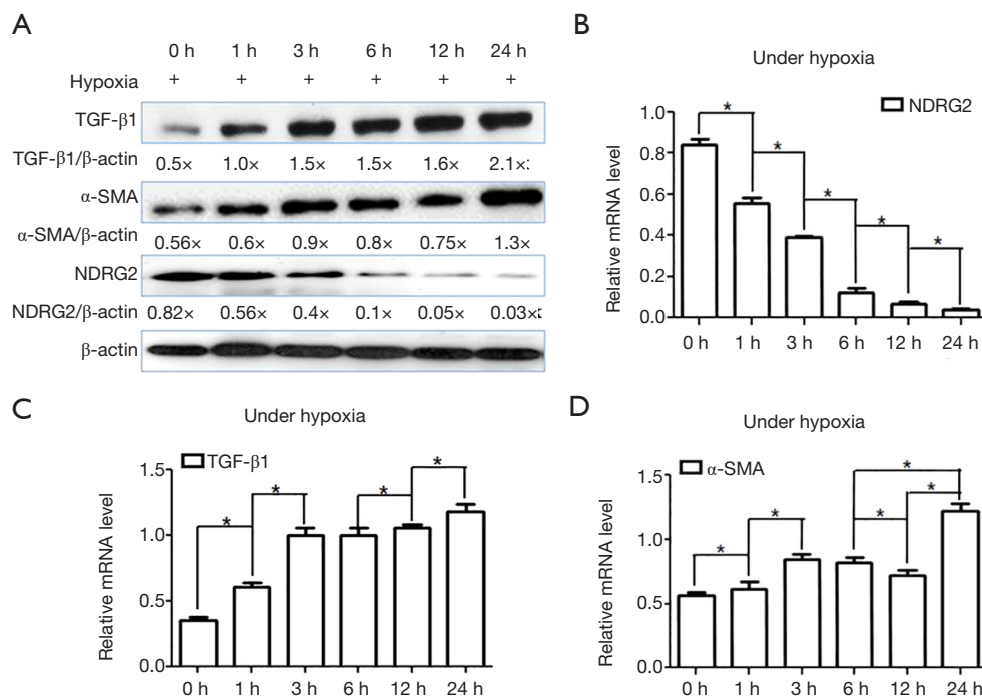 A
0 h 1 h 3 h 6 h 12 h 24 h
Hypoxia + + + + + +
TGF-β1
TGF-β1/β-actin 0.5× 1.0× 1.5× 1.5× 1.6× 2.1×
α-SMA
α-SMA/β-actin 0.56× 0.6× 0.9× 0.8× 0.75× 1.3×
NDRG2
NDRG2/β-actin 0.82× 0.56× 0.4× 0.1× 0.05× 0.03×
β-actin
B
Under hypoxia
NDRG2
Relative mRNA level
1.0
0.8
0.6
0.4
0.2
0.0
* * * * *
0 h 1 h 3 h 6 h 12 h 24 h
C
Under hypoxia
TGF-β1
Relative mRNA level
1.5
1.0
0.5
0.0
* * * *
0 h 1 h 3 h 6 h 12 h 24 h
D
Under hypoxia
α-SMA
Relative mRNA level
1.5
1.0
0.5
0.0
* * * * *
0 h 1 h 3 h 6 h 12 h 24 h